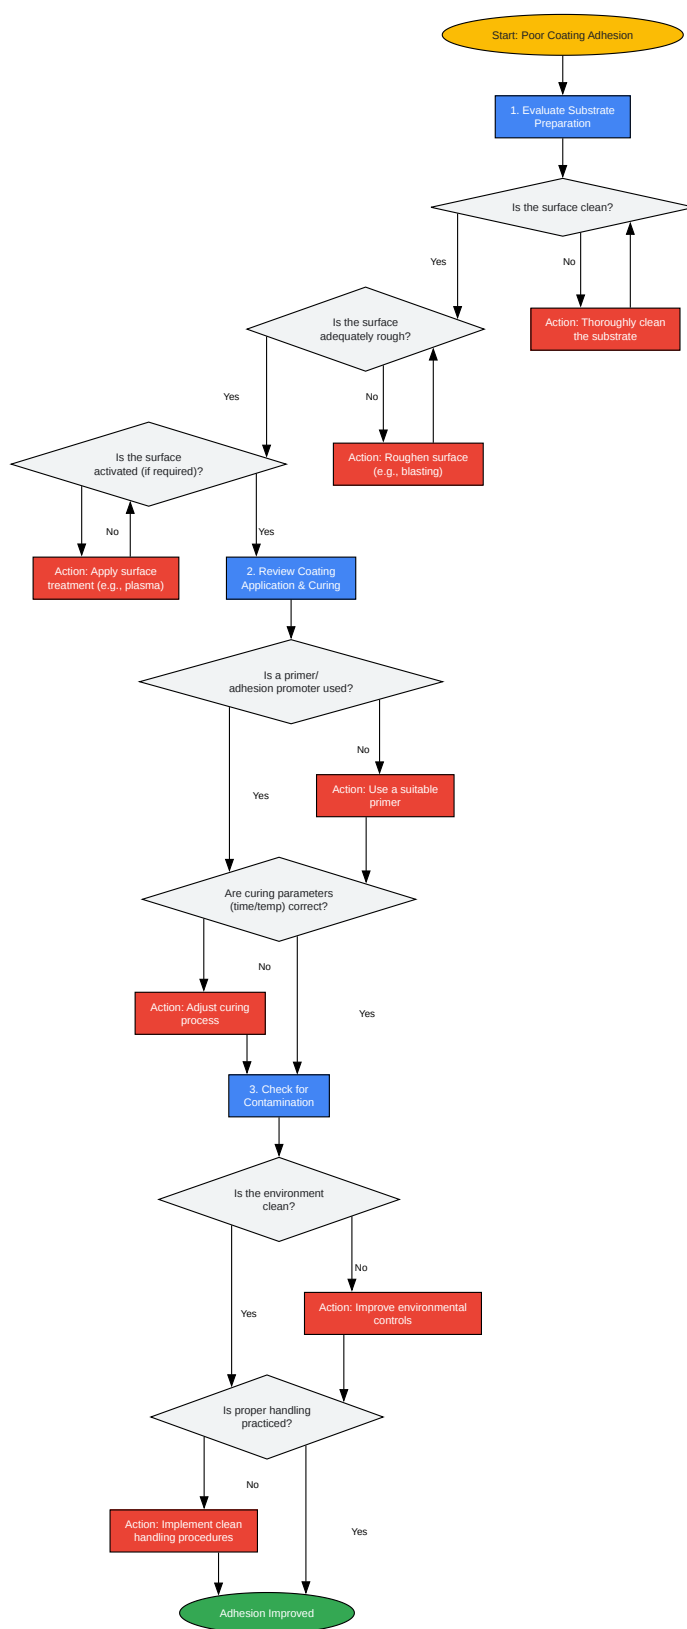 Start: Poor Coating Adhesion
1. Evaluate Substrate
Preparation
Is the surface clean?
Yes
No
Action: Thoroughly clean
the substrate
Is the surface
adequately rough?
Yes
No
Action: Roughen surface
(e.g., blasting)
Is the surface
activated (if required)?
No
Yes
Action: Apply surface
treatment (e.g., plasma)
2. Review Coating
Application & Curing
Is a primer/
adhesion promoter used?
No
Yes
Action: Use a suitable
primer
Are curing parameters
(time/temp) correct?
No
Yes
Action: Adjust curing
process
3. Check for
Contamination
Is the environment
clean?
No
Yes
Action: Improve environmental
controls
Is proper handling
practiced?
No
Yes
Action: Implement clean
handling procedures
Adhesion Improved